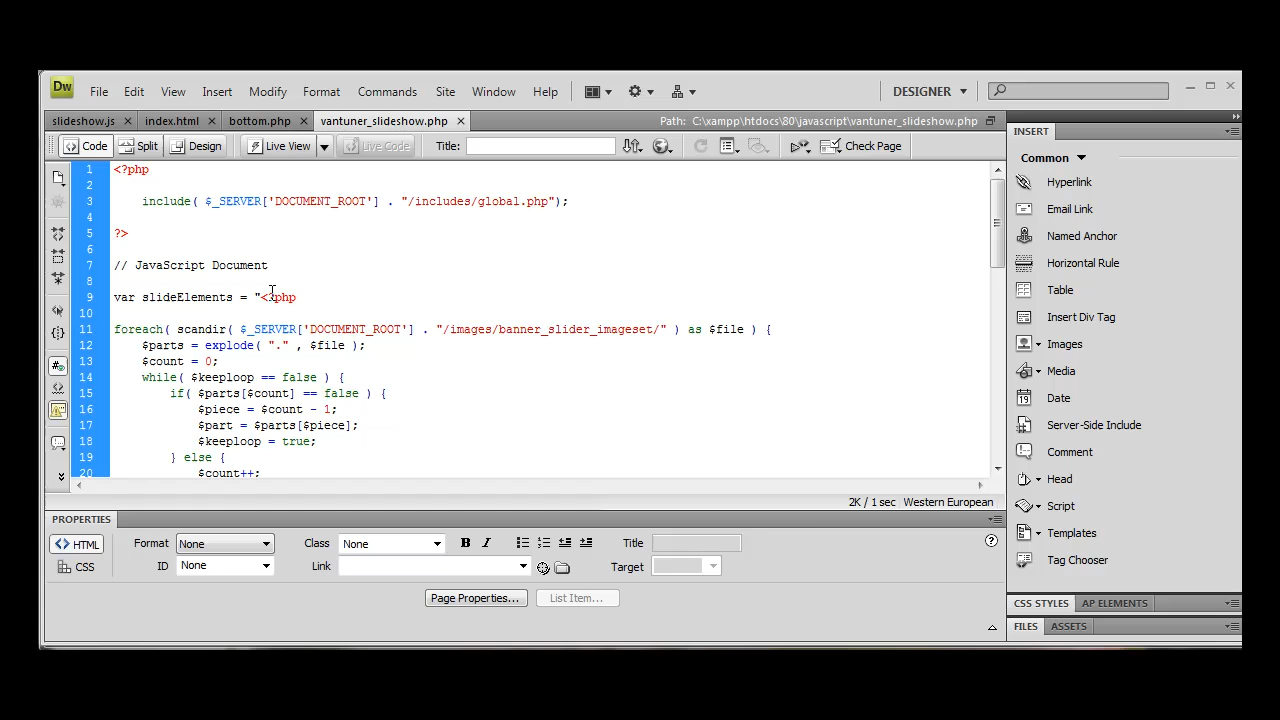 Dw File Edit View Insert Modify Format Commands Site Window Help DESIGNER
slideshow.js × index.html × bottom.php × vantuner_slideshow.php × Path: C:\xampp\htdocs\80\javascript\vantuner_slideshow.php
Code Split Design Live View Live Code Title: Check Page
1 <?php
2
3 include( $_SERVER['DOCUMENT_ROOT'] . "/includes/global.php");
4
5 ?>
6
7 // JavaScript Document
8
9 var slideElements = "<?php
10
11 foreach( scandir( $_SERVER['DOCUMENT_ROOT'] . "/images/banner_slider_imageset/" ) as $file ) {
12 $parts = explode( "." , $file );
13 $count = 0;
14 while( $keeploop == false ) {
15 if( $parts[$count] == false ) {
16 $piece = $count - 1;
17 $part = $parts[$piece];
18 $keeploop = true;
19 } else {
20 $count++;
2K / 1 sec Western European
PROPERTIES
<> HTML Format None Class None B I Title
CSS ID None Link Target
Page Properties... List Item...
INSERT
Common
Hyperlink
Email Link
Named Anchor
Horizontal Rule
Table
Insert Div Tag
Images
Media
19 Date
Server-Side Include
Comment
Head
Script
Templates
Tag Chooser
CSS STYLES AP ELEMENTS
FILES ASSETS